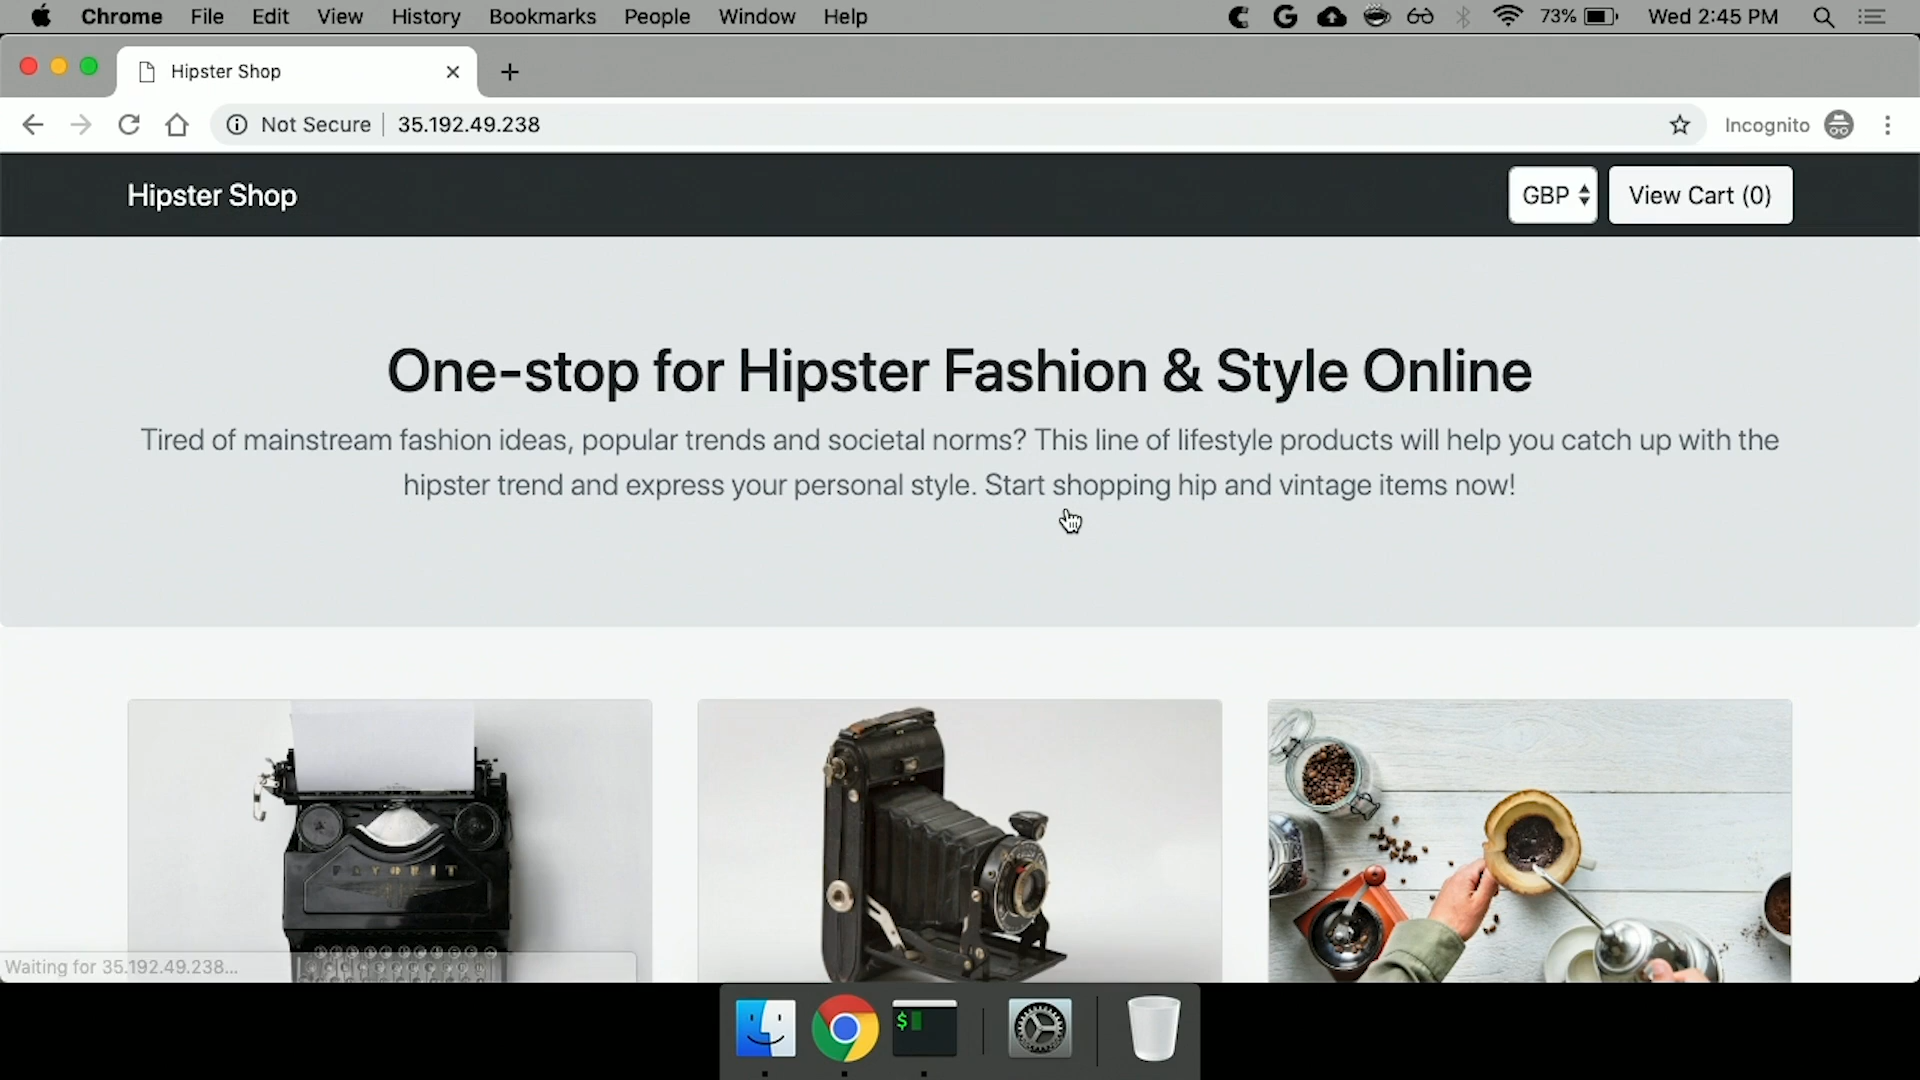 Chrome File Edit View History Bookmarks People Window Help 73% Wed 2:45 PM
Hipster Shop
Not Secure 35.192.49.238 Incognito
Hipster Shop GBP View Cart (0)
One-stop for Hipster Fashion & Style Online
Tired of mainstream fashion ideas, popular trends and societal norms? This line of lifestyle products will help you catch up with the
hipster trend and express your personal style. Start shopping hip and vintage items now!
Waiting for 35.192.49.238...
$